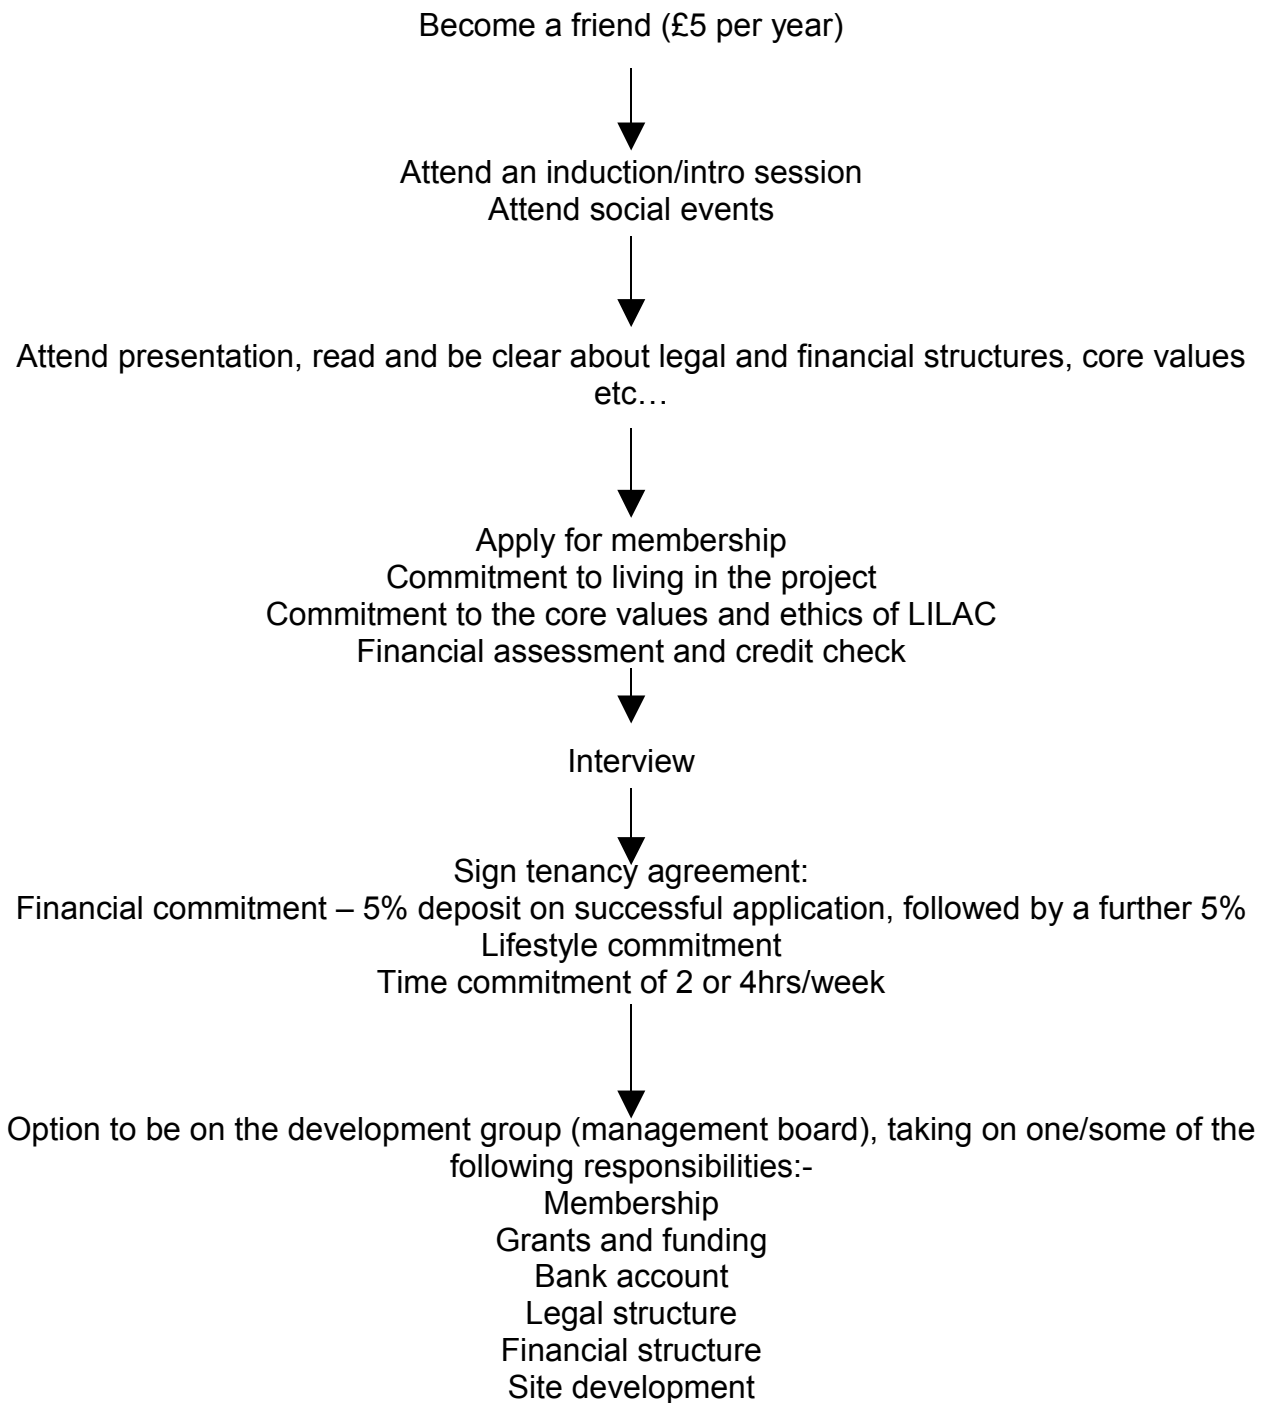 Become a friend (£5 per year)
Attend an induction/intro session
Attend social events
Attend presentation, read and be clear about legal and financial structures, core values
etc…
Apply for membership
Commitment to living in the project
Commitment to the core values and ethics of LILAC
Financial assessment and credit check
Interview
Sign tenancy agreement:
Financial commitment – 5% deposit on successful application, followed by a further 5%
Lifestyle commitment
Time commitment of 2 or 4hrs/week
Option to be on the development group (management board), taking on one/some of the
following responsibilities:-
Membership
Grants and funding
Bank account
Legal structure
Financial structure
Site development